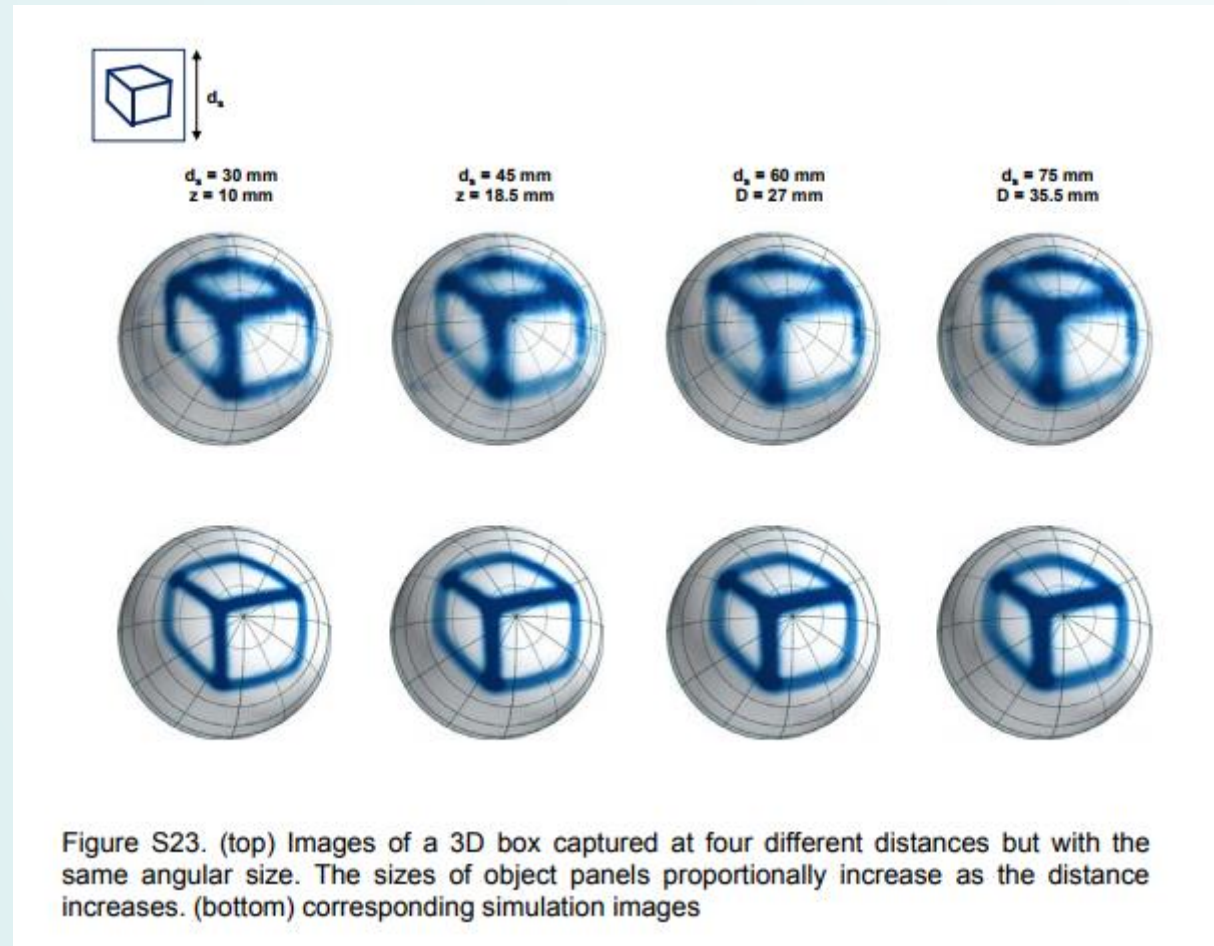 dₛ
dₛ = 30 mm
z = 10 mm
dₛ = 45 mm
z = 18.5 mm
dₛ = 60 mm
D = 27 mm
dₛ = 75 mm
D = 35.5 mm
Figure S23. (top) Images of a 3D box captured at four different distances but with the
same angular size. The sizes of object panels proportionally increase as the distance
increases. (bottom) corresponding simulation images